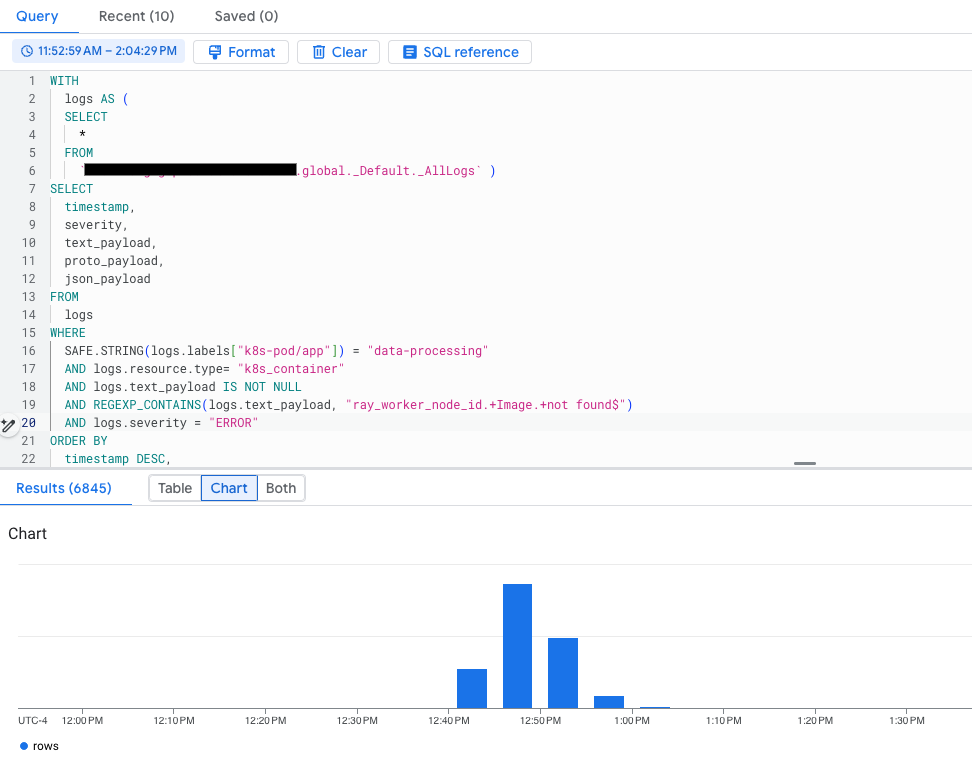 Query Recent (10) Saved (0)
11:52:59 AM – 2:04:29 PM Format Clear SQL reference
1 WITH
2 logs AS (
3 SELECT
4 *
5 FROM
6 ` .global._Default._AllLogs` )
7 SELECT
8 timestamp,
9 severity,
10 text_payload,
11 proto_payload,
12 json_payload
13 FROM
14 logs
15 WHERE
16 SAFE.STRING(logs.labels["k8s-pod/app"]) = "data-processing"
17 AND logs.resource.type= "k8s_container"
18 AND logs.text_payload IS NOT NULL
19 AND REGEXP_CONTAINS(logs.text_payload, "ray_worker_node_id.+Image.+not found$")
20 AND logs.severity = "ERROR"
21 ORDER BY
22 timestamp DESC,
Results (6845) Table Chart Both
Chart
UTC-4 12:00 PM 12:10 PM 12:20 PM 12:30 PM 12:40 PM 12:50 PM 1:00 PM 1:10 PM 1:20 PM 1:30 PM
rows